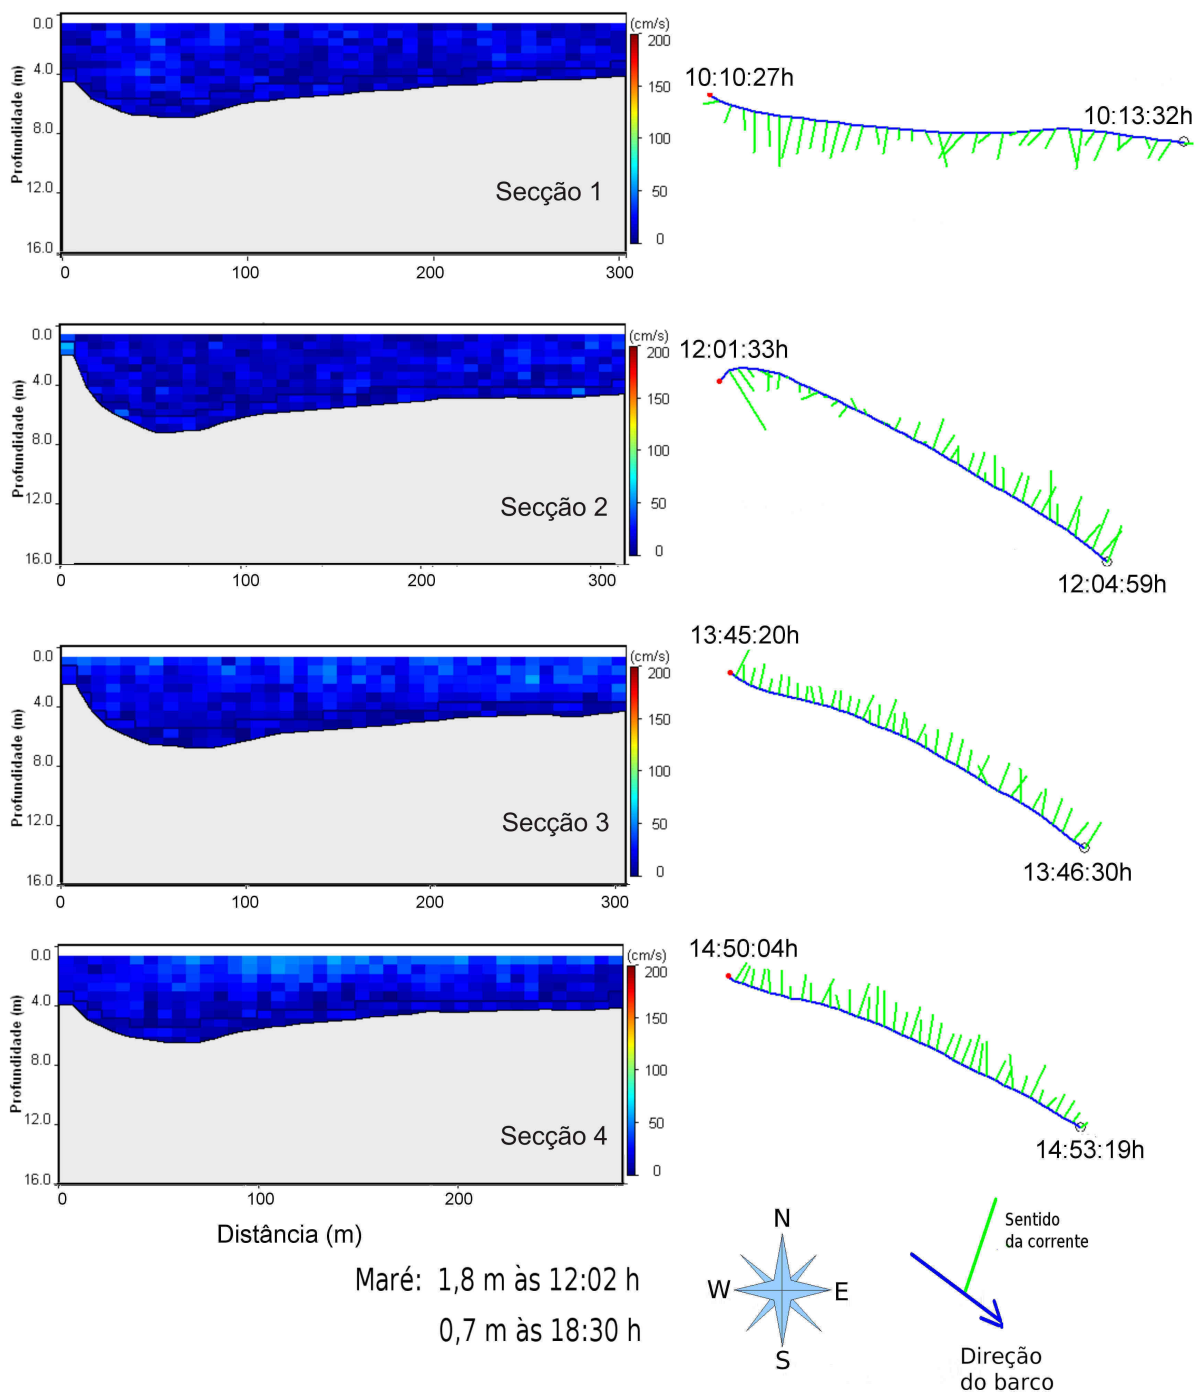 (cm/s)
0.0
4.0
8.0
12.0
16.0
Profundidade (m)
200
150
100
50
0
Secção 1
0
100
200
300
10:10:27h
10:13:32h
(cm/s)
0.0
4.0
8.0
12.0
16.0
Profundidade (m)
200
150
100
50
0
Secção 2
0
100
200
300
12:01:33h
12:04:59h
(cm/s)
0.0
4.0
8.0
12.0
16.0
Profundidade (m)
200
150
100
50
0
Secção 3
0
100
200
300
13:45:20h
13:46:30h
(cm/s)
0.0
4.0
8.0
12.0
16.0
Profundidade (m)
200
150
100
50
0
Secção 4
0
100
200
14:50:04h
14:53:19h
Distância (m)
Maré: 1,8 m às 12:02 h
0,7 m às 18:30 h
N
W
E
S
Sentido
da corrente
Direção
do barco